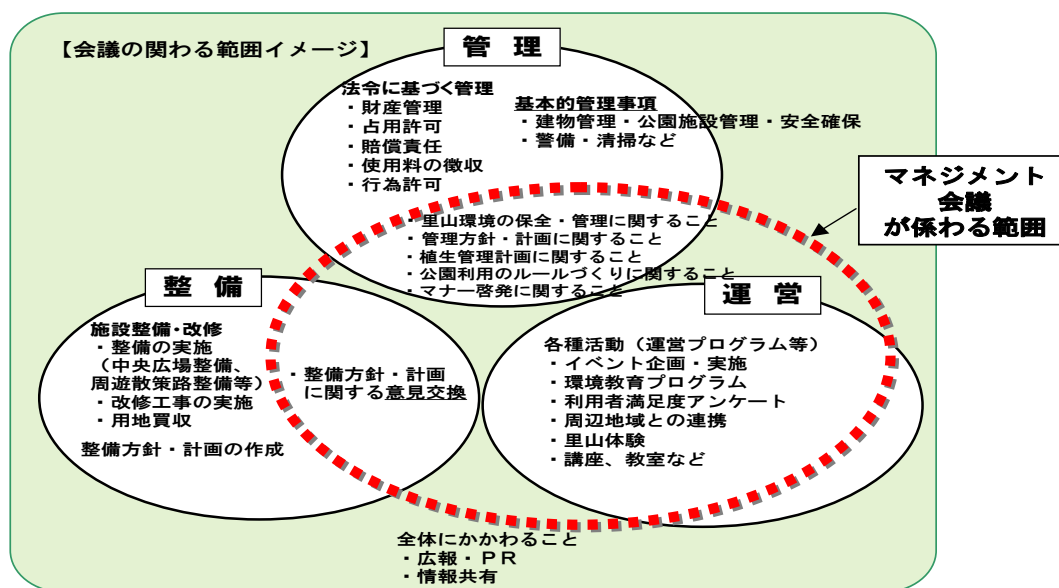 【会議の関わる範囲イメージ】
管 理
法令に基づく管理
・財産管理
・占用許可
・賠償責任
・使用料の徴収
・行為許可
基本的管理事項
・建物管理・公園施設管理・安全確保
・警備・清掃など
マネジメント
会議
が係わる範囲
・里山環境の保全・管理に関すること
・管理方針・計画に関すること
・植生管理計画に関すること
・公園利用のルールづくりに関すること
・マナー啓発に関すること
整 備
施設整備・改修
・整備の実施
（中央広場整備、
周遊散策路整備等）
・改修工事の実施
・用地買収
整備方針・計画の作成
・整備方針・計画
に関する意見交換
運 営
各種活動（運営プログラム等）
・イベント企画・実施
・環境教育プログラム
・利用者満足度アンケート
・周辺地域との連携
・里山体験
・講座、教室など
全体にかかわること
・広報・ＰＲ
・情報共有